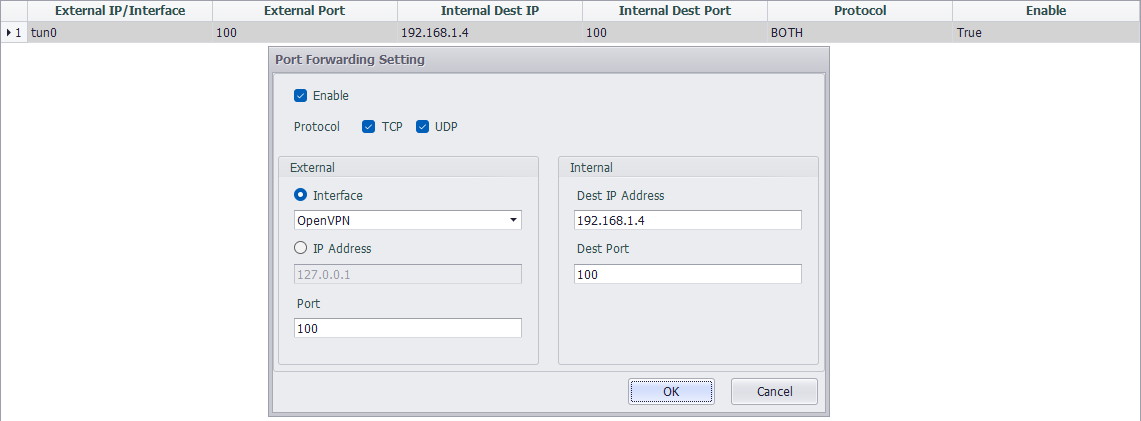 External IP/Interface External Port Internal Dest IP Internal Dest Port Protocol Enable
1 tun0 100 192.168.1.4 100 BOTH True
Port Forwarding Setting
Enable
Protocol TCP UDP
External
Interface
OpenVPN
IP Address
127.0.0.1
Port
100
Internal
Dest IP Address
192.168.1.4
Dest Port
100
OK Cancel